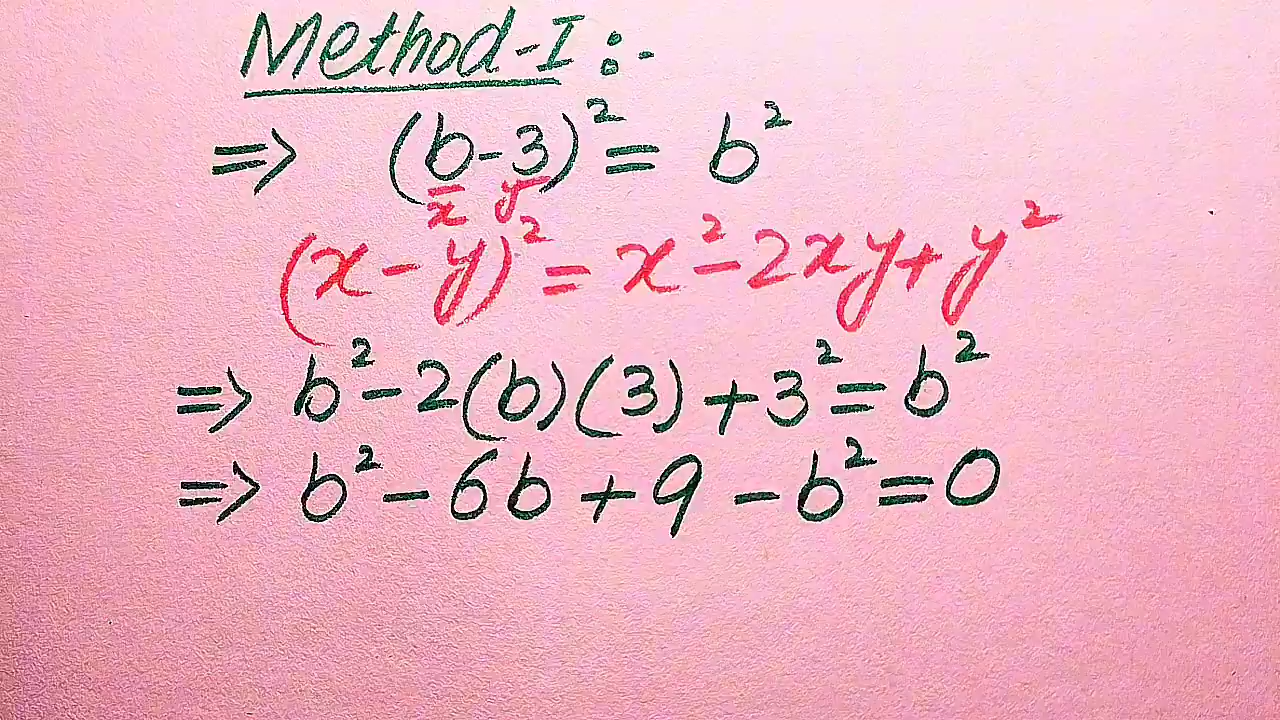 Method-I :-
=> (b-3)² = b²
x y
(x-y)² = x²-2xy+y²
=> b²-2(b)(3)+3²=b²
=> b²-6b+9-b²=0